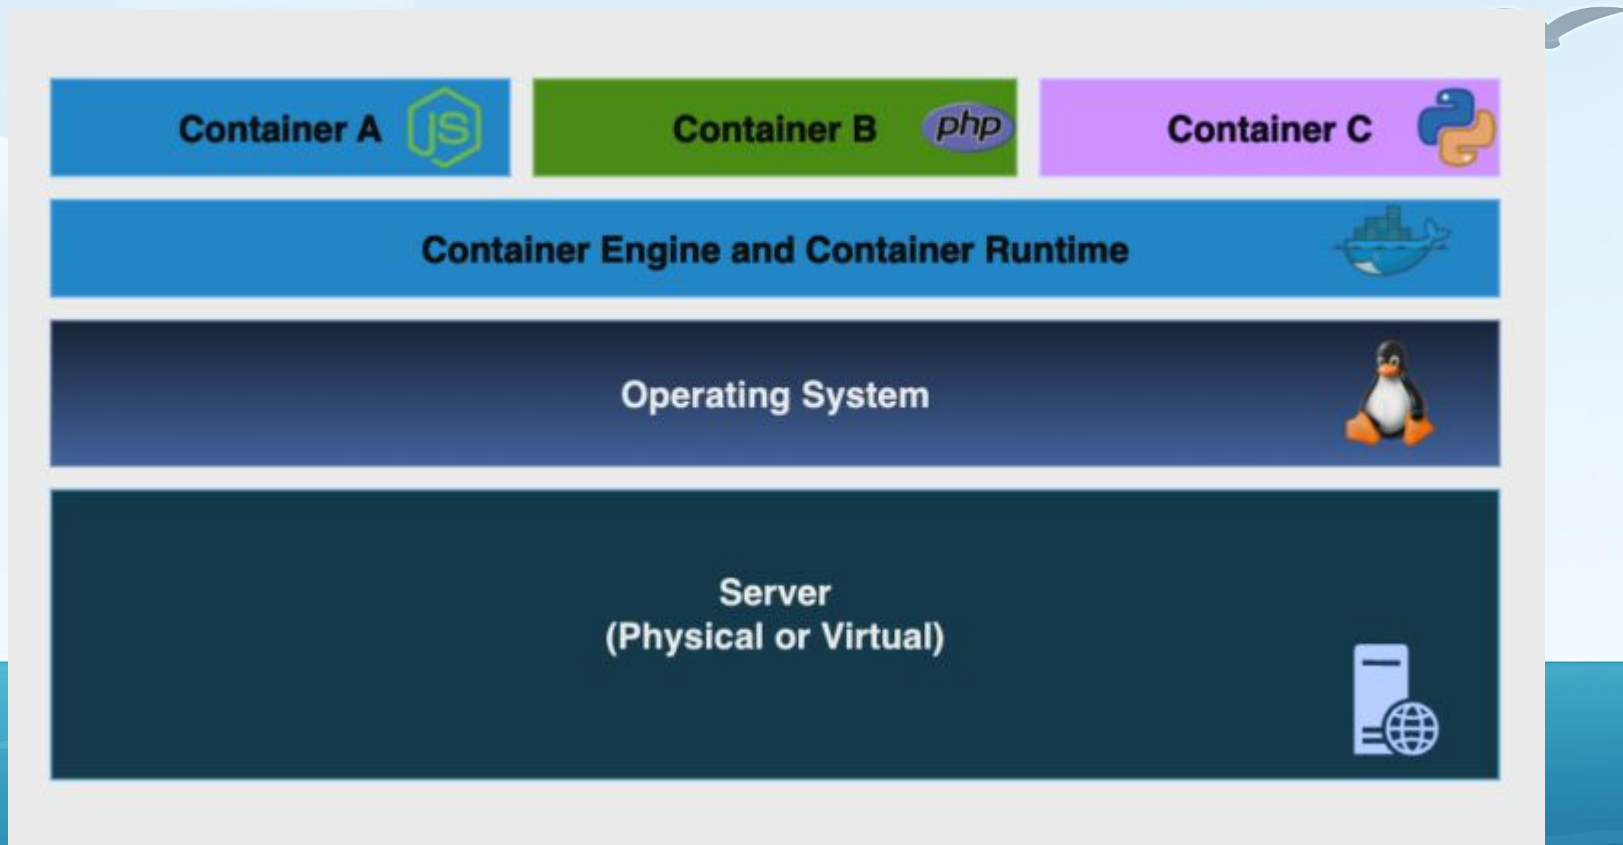 Container A
JS
Container B
php
Container C
Container Engine and Container Runtime
Operating System
Server
(Physical or Virtual)